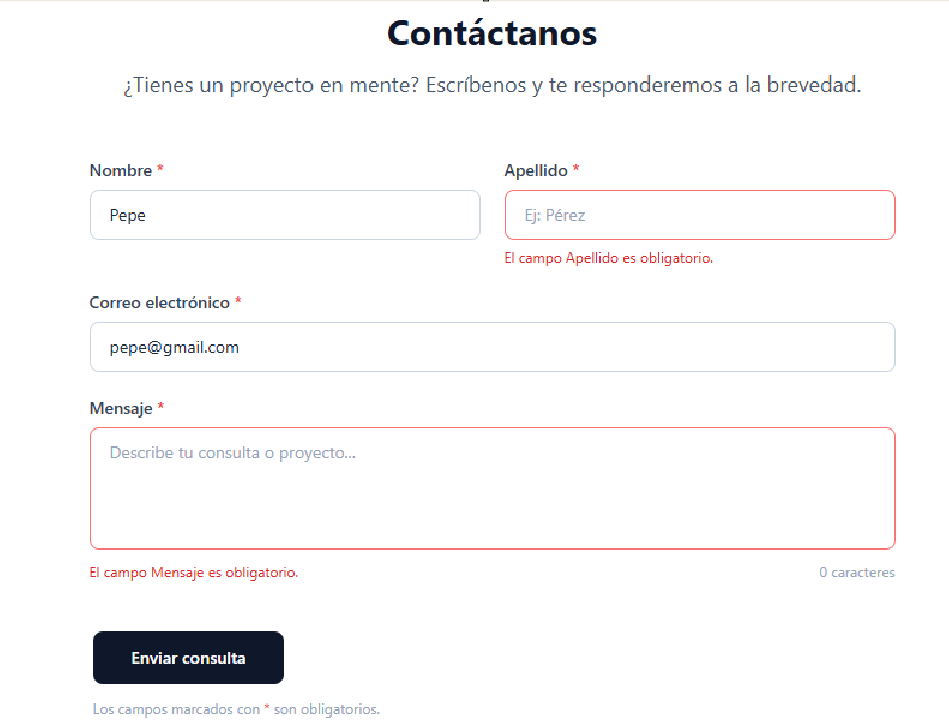 Contáctanos
¿Tienes un proyecto en mente? Escríbenos y te responderemos a la brevedad.
Nombre *
Pepe
Apellido *
Ej: Pérez
El campo Apellido es obligatorio.
Correo electrónico *
pepe@gmail.com
Mensaje *
Describe tu consulta o proyecto...
El campo Mensaje es obligatorio.
0 caracteres
Enviar consulta
Los campos marcados con * son obligatorios.